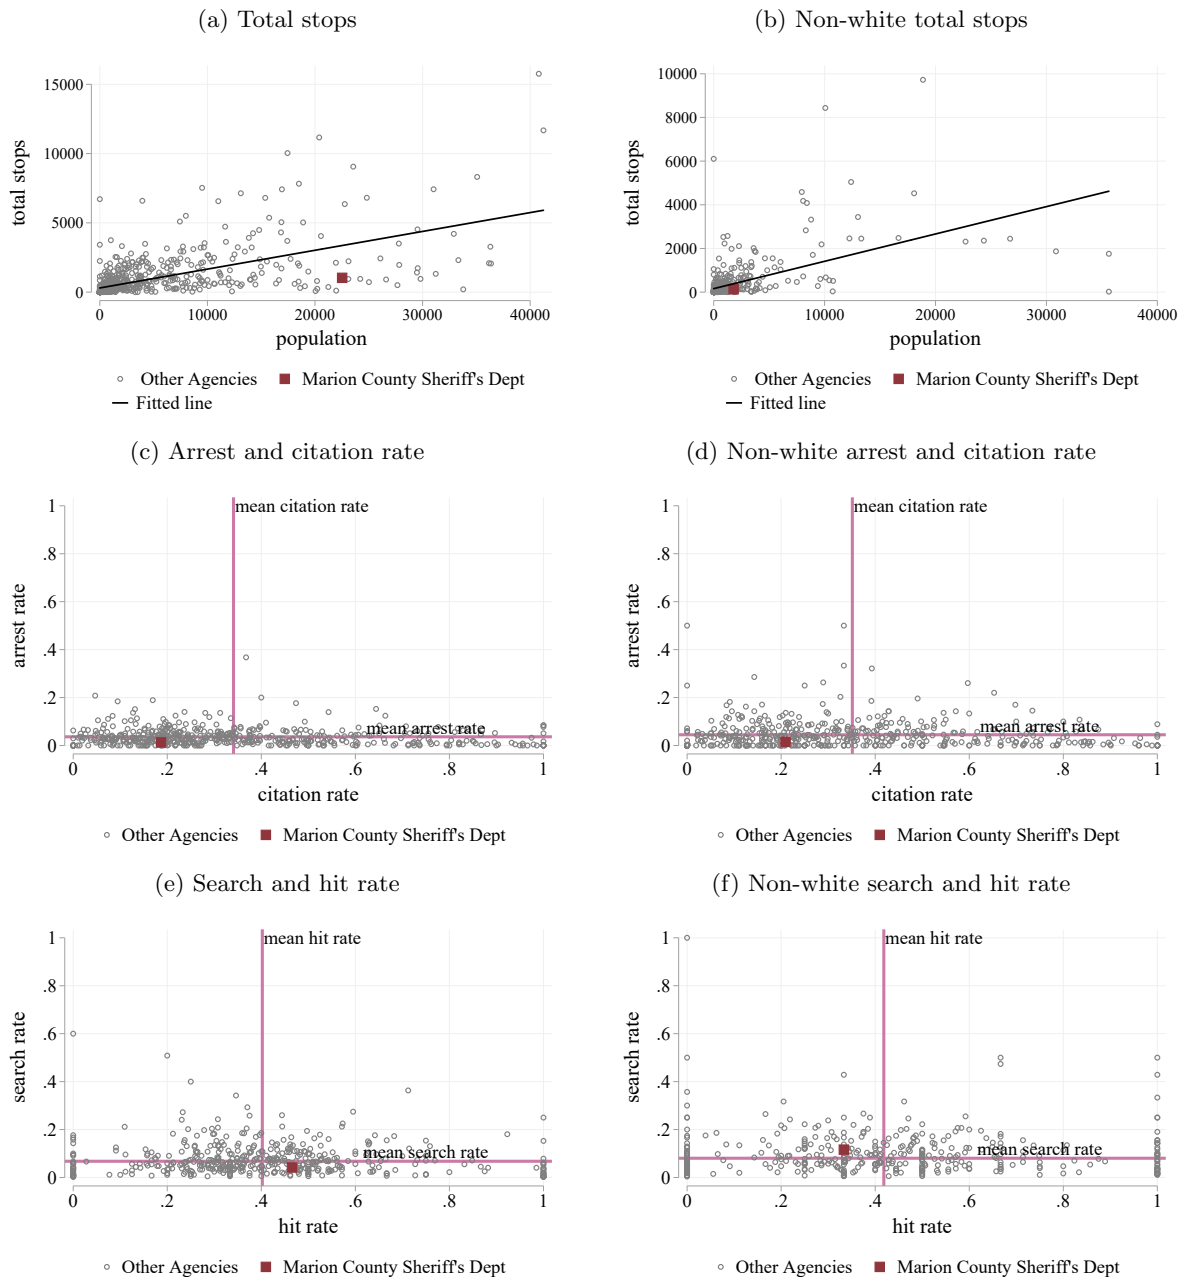 (a) Total stops
(b) Non-white total stops
total stops
15000
10000
5000
0
0 10000 20000 30000 40000
population
Other Agencies Marion County Sheriff's Dept
Fitted line
total stops
10000
8000
6000
4000
2000
0
0 10000 20000 30000 40000
population
Other Agencies Marion County Sheriff's Dept
Fitted line
(c) Arrest and citation rate
(d) Non-white arrest and citation rate
arrest rate
1
.8
.6
.4
.2
0
mean citation rate
mean arrest rate
0 .2 .4 .6 .8 1
citation rate
Other Agencies Marion County Sheriff's Dept
arrest rate
1
.8
.6
.4
.2
0
mean citation rate
mean arrest rate
0 .2 .4 .6 .8 1
citation rate
Other Agencies Marion County Sheriff's Dept
(e) Search and hit rate
(f) Non-white search and hit rate
search rate
1
.8
.6
.4
.2
0
mean hit rate
mean search rate
0 .2 .4 .6 .8 1
hit rate
Other Agencies Marion County Sheriff's Dept
search rate
1
.8
.6
.4
.2
0
mean hit rate
mean search rate
0 .2 .4 .6 .8 1
hit rate
Other Agencies Marion County Sheriff's Dept